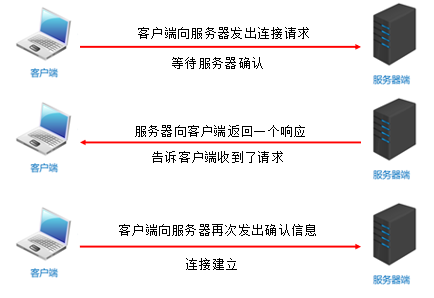 客户端向服务器发出连接请求
等待服务器确认
客户端
服务器端
服务器向客户端返回一个响应
告诉客户端收到了请求
客户端
服务器端
客户端向服务器再次发出确认信息
连接建立
客户端
服务器端